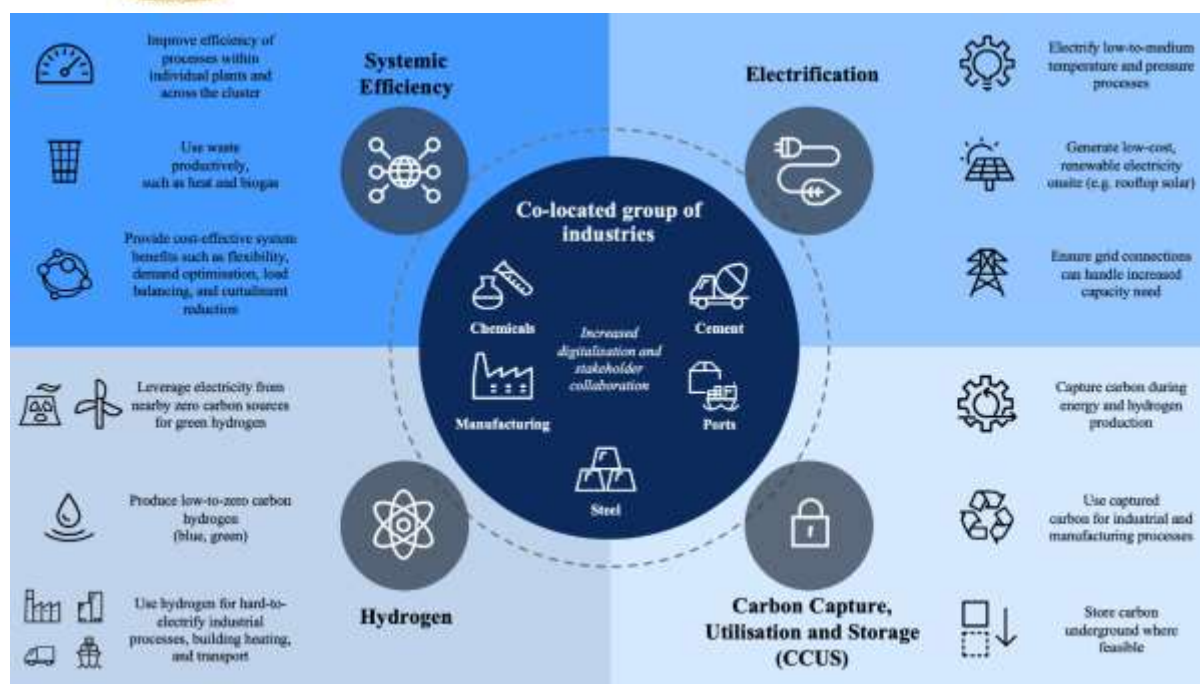 Improve efficiency of
processes within
individual plants and
across the cluster
Systemic
Efficiency
Use waste
productively,
such as heat and biogas
Provide cost-effective system
benefits such as flexibility,
demand optimisation, load
balancing, and curtailment
reduction
Electrification
Electrify low-to-medium
temperature and pressure
processes
Generate low-cost,
renewable electricity
onsite (e.g. rooftop solar)
Ensure grid connections
can handle increased
capacity need
Co-located group of
industries
Chemicals
Cement
Increased
digitalisation and
stakeholder
collaboration
Manufacturing
Ports
Steel
Leverage electricity from
nearby zero carbon sources
for green hydrogen
Produce low-to-zero carbon
hydrogen
(blue, green)
Use hydrogen for hard-to-
electrify industrial
processes, building heating,
and transport
Hydrogen
Capture carbon during
energy and hydrogen
production
Use captured
carbon for industrial and
manufacturing processes
Store carbon
underground where
feasible
Carbon Capture,
Utilisation and Storage
(CCUS)